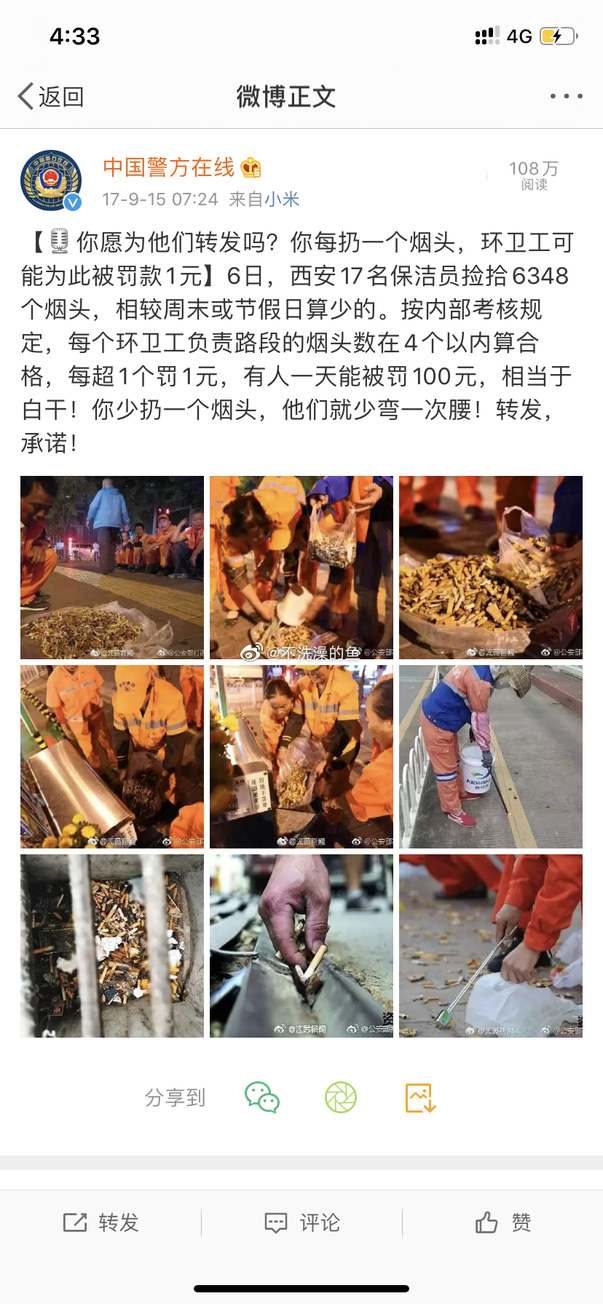 4:33
4G
返回
微博正文
中国警方在线
108万
阅读
17-9-15 07:24 来自小米
【🎙你愿为他们转发吗？你每扔一个烟头，环卫工可
能为此被罚款1元】6日，西安17名保洁员捡拾6348
个烟头，相较周末或节假日算少的。按内部考核规
定，每个环卫工负责路段的烟头数在4个以内算合
格，每超1个罚1元，有人一天能被罚100元，相当于
白干！你少扔一个烟头，他们就少弯一次腰！转发，
承诺！
@不洗澡的鱼
分享到
转发
评论
赞